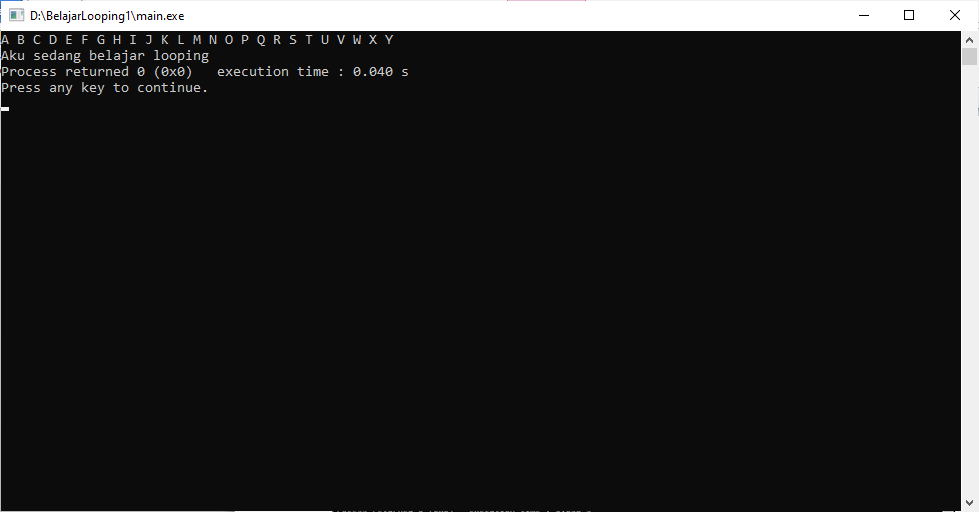 D:\BelajarLooping1\main.exe
A B C D E F G H I J K L M N O P Q R S T U V W X Y
Aku sedang belajar looping
Process returned 0 (0x0)   execution time : 0.040 s
Press any key to continue.